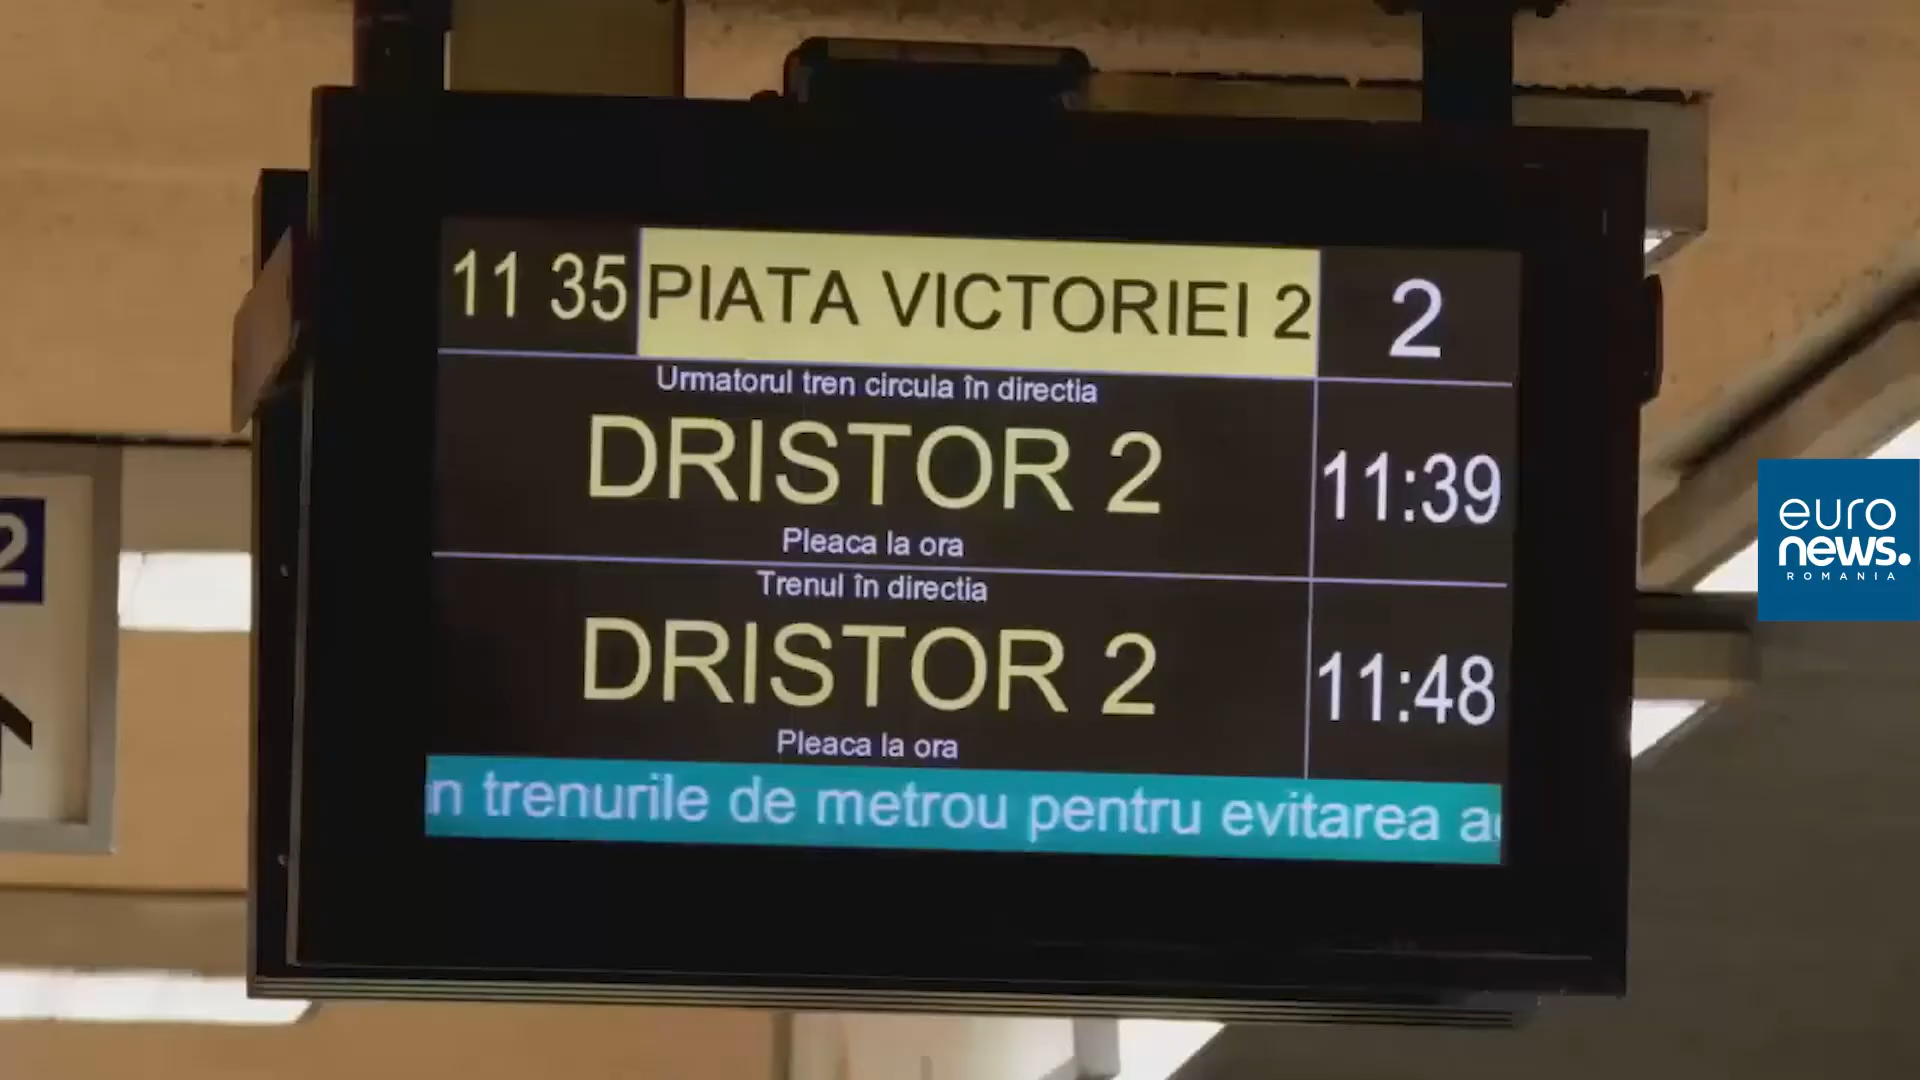 11 35 PIATA VICTORIEI 2 2
Urmatorul tren circula în directia
DRISTOR 2 11:39
Pleaca la ora
Trenul în directia
DRISTOR 2 11:48
Pleaca la ora
n trenurile de metrou pentru evitarea a
2
euro
news.
ROMANIA